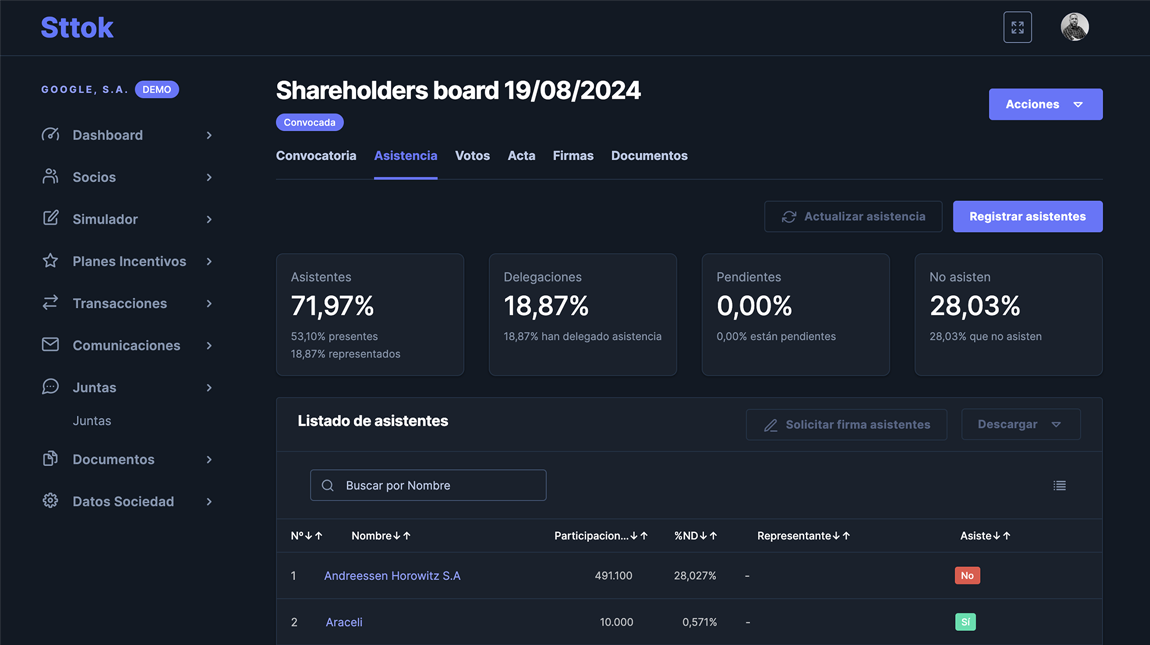 Sttok
GOOGLE, S.A. DEMO
Dashboard
Socios
Simulador
Planes Incentivos
Transacciones
Comunicaciones
Juntas
Juntas
Documentos
Datos Sociedad
Shareholders board 19/08/2024
Convocada
Acciones
Convocatoria Asistencia Votos Acta Firmas Documentos
Actualizar asistencia Registrar asistentes
Asistentes
71,97%
53,10% presentes
18,87% representados
Delegaciones
18,87%
18,87% han delegado asistencia
Pendientes
0,00%
0,00% están pendientes
No asisten
28,03%
28,03% que no asisten
Listado de asistentes
Solicitar firma asistentes Descargar
Buscar por Nombre
Nº↓↑ Nombre↓↑ Participacion...↓↑ %ND↓↑ Representante↓↑ Asiste↓↑
1 Andreessen Horowitz S.A 491.100 28,027% - No
2 Araceli 10.000 0,571% - SÍ